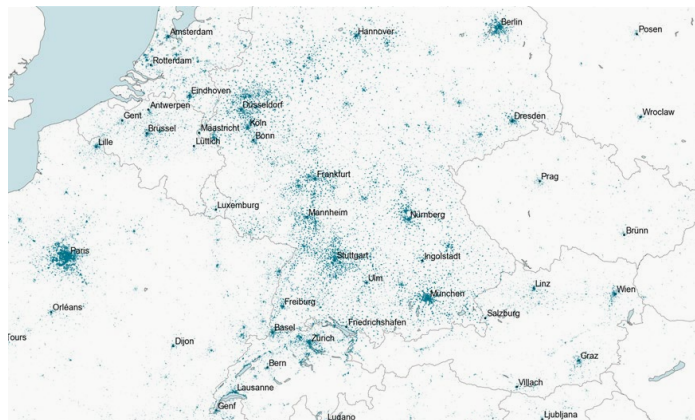 Amsterdam
Hannover
Berlin
Posen
Rotterdam
Eindhoven
Antwerpen
Düsseldorf
Gent
Brüssel
Maastricht
Köln
Bonn
Lille
Lüttich
Dresden
Wroclaw
Frankfurt
Prag
Luxemburg
Mannheim
Nürnberg
Brünn
Paris
Stuttgart
Ingolstadt
Ulm
München
Linz
Wien
Orléans
Freiburg
Friedrichshafen
Salzburg
Tours
Dijon
Basel
Zürich
Bern
Graz
Lausanne
Villach
Genf
Lugano
Ljubljana